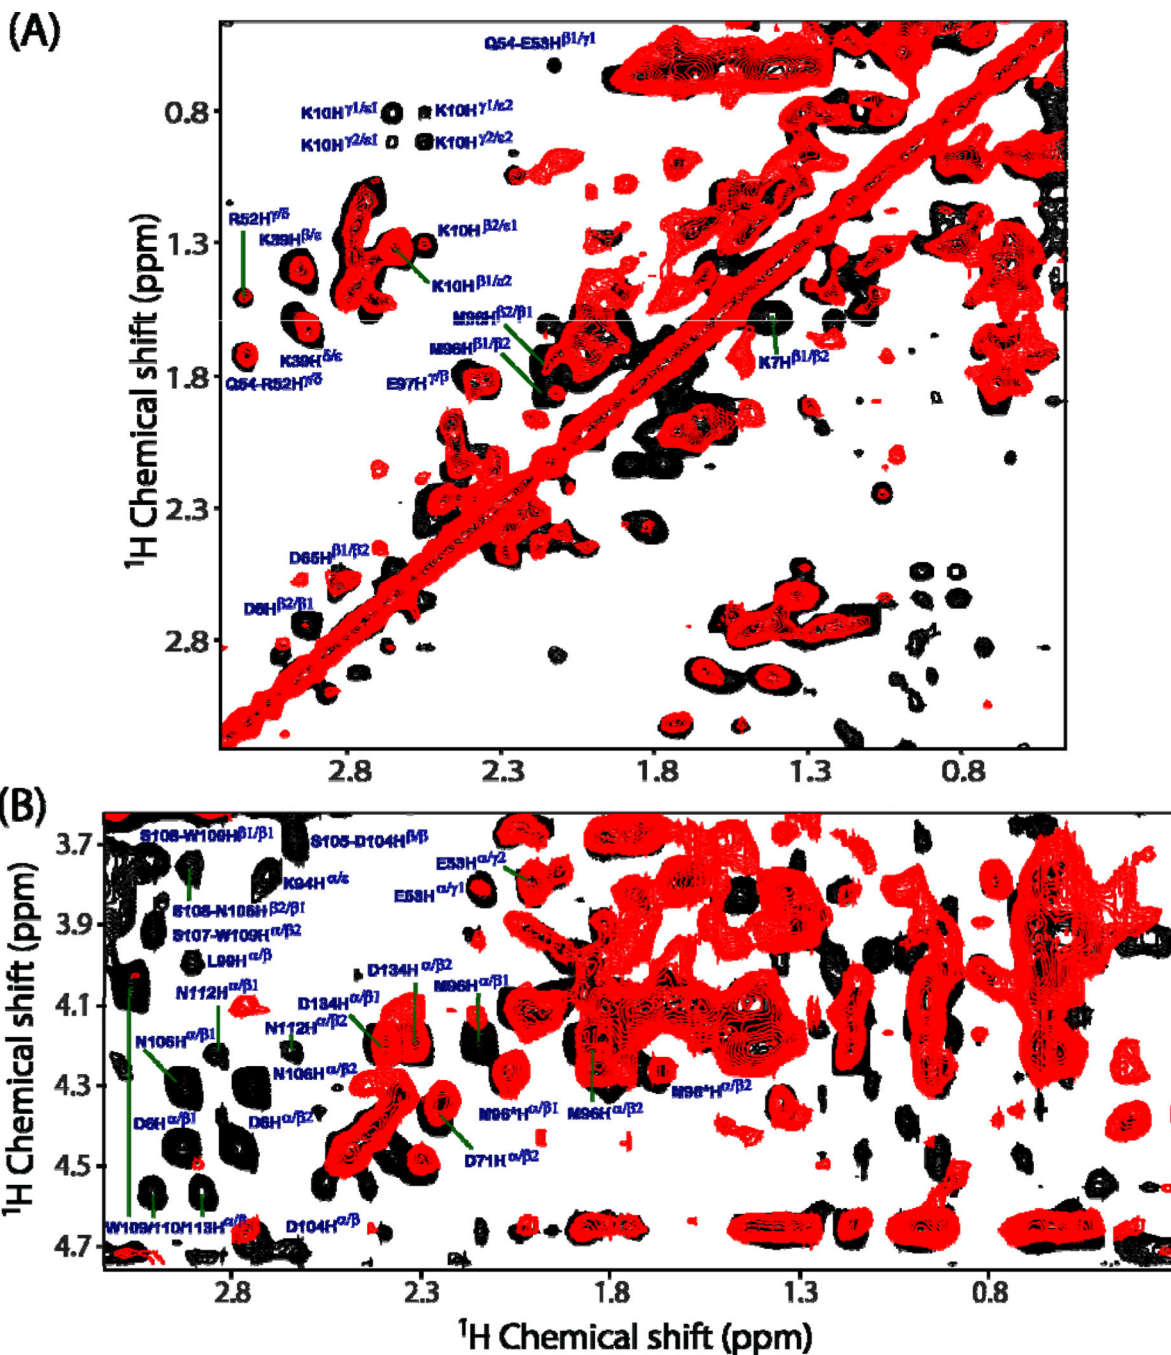 (A)
Q54-E53Hβ1/γ1
K10Hγ1/ε1 K10Hγ1/ε2
K10Hγ2/ε1 K10Hγ2/ε2
R52Hγ/δ
K39Hβ/ε
K10Hβ2/ε1
K10Hβ1/ε2
M96Hβ2/β1
M96Hβ1/β2
K39Hδ/ε
Q54-R52Hγ/δ
E97Hγ/β
K7Hβ1/β2
D65Hβ1/β2
D6Hβ2/β1
0.8
1.3
1.8
2.3
2.8
¹H Chemical shift (ppm)
2.8 2.3 1.8 1.3 0.8
(B)
S108-W109Hβ1/β1
S105-D104Hβ/β
K94Hα/ε
E53Hα/γ2
E53Hα/γ1
S108-N106Hβ2/β1
S107-W109Hα/β2
L99Hα/β
N112Hα/β1
D134Hα/β2
M96Hα/β1
D134Hα/β1
N106Hα/β1
N112Hα/β2
N106Hα/β2
D6Hα/β1
D6Hα/β2
M96*Hα/β1
M96Hα/β2
M96*Hα/β2
D71Hα/β2
W109/110/113Hα/β
D104Hα/β
3.7
3.9
4.1
4.3
4.5
4.7
¹H Chemical shift (ppm)
2.8 2.3 1.8 1.3 0.8
¹H Chemical shift (ppm)